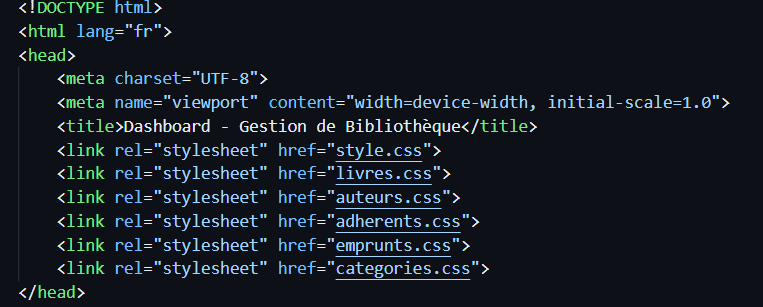 <!DOCTYPE html>
<html lang="fr">
<head>
    <meta charset="UTF-8">
    <meta name="viewport" content="width=device-width, initial-scale=1.0">
    <title>Dashboard - Gestion de Bibliothèque</title>
    <link rel="stylesheet" href="style.css">
    <link rel="stylesheet" href="livres.css">
    <link rel="stylesheet" href="auteurs.css">
    <link rel="stylesheet" href="adherents.css">
    <link rel="stylesheet" href="emprunts.css">
    <link rel="stylesheet" href="categories.css">
</head>